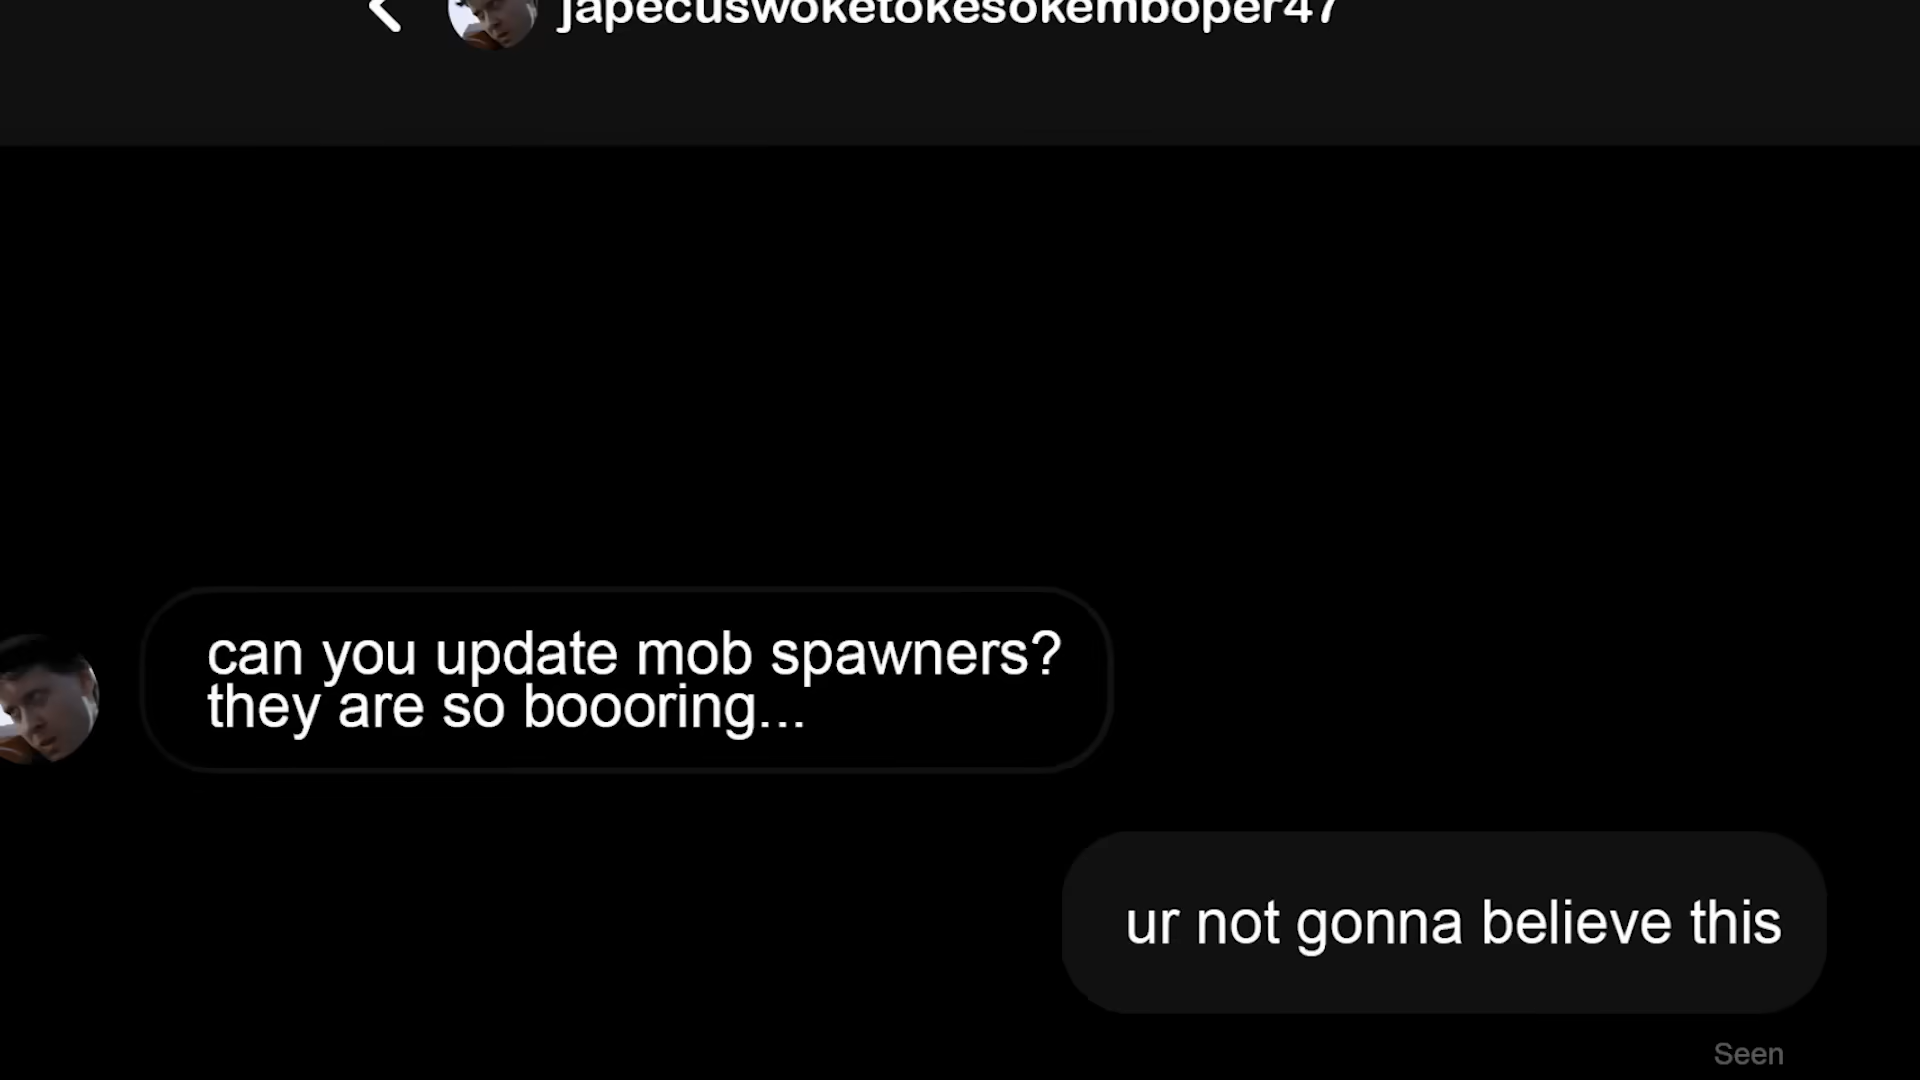 japecuswoketokesokemboper47
can you update mob spawners?
they are so boooring...
ur not gonna believe this
Seen